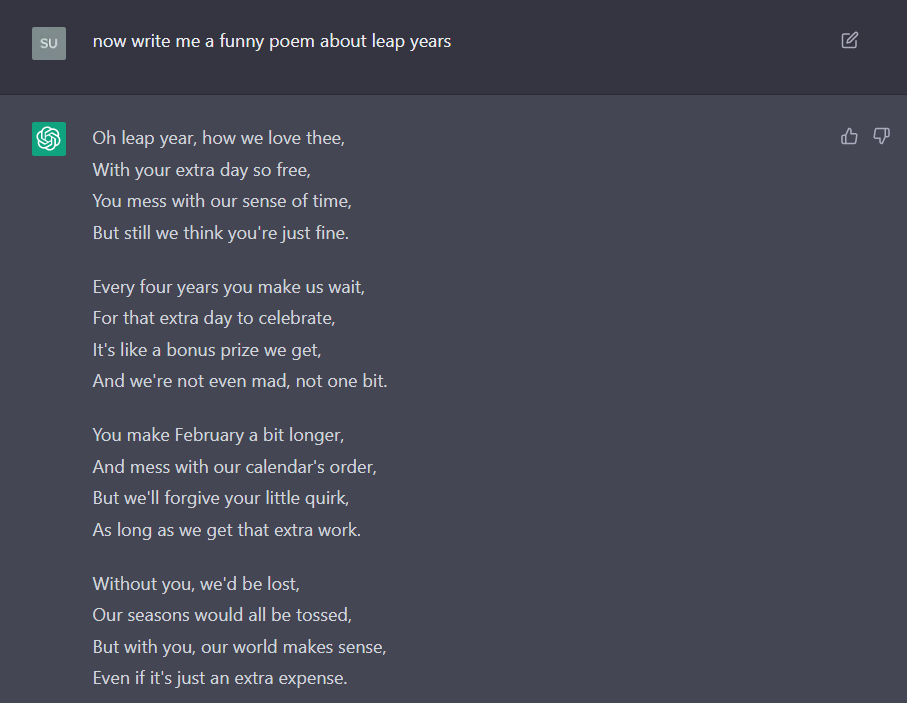 SU
now write me a funny poem about leap years
Oh leap year, how we love thee,
With your extra day so free,
You mess with our sense of time,
But still we think you're just fine.
Every four years you make us wait,
For that extra day to celebrate,
It's like a bonus prize we get,
And we're not even mad, not one bit.
You make February a bit longer,
And mess with our calendar's order,
But we'll forgive your little quirk,
As long as we get that extra work.
Without you, we'd be lost,
Our seasons would all be tossed,
But with you, our world makes sense,
Even if it's just an extra expense.